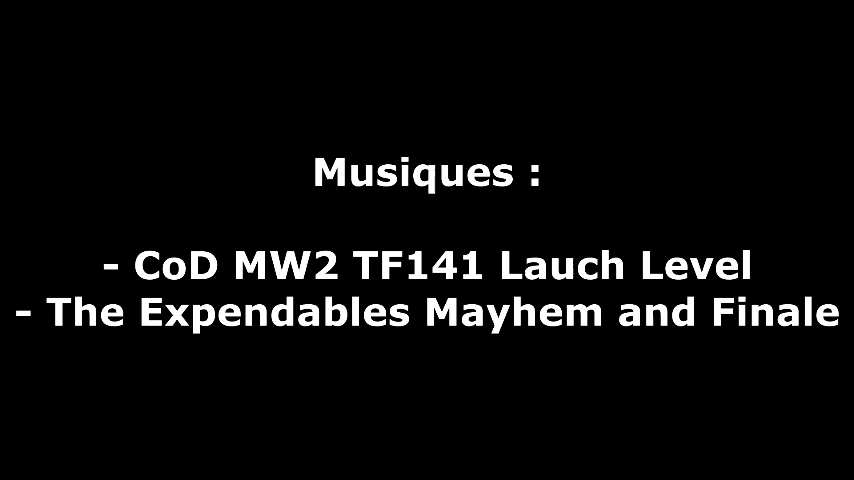 Musiques :
- CoD MW2 TF141 Lauch Level
- The Expendables Mayhem and Finale